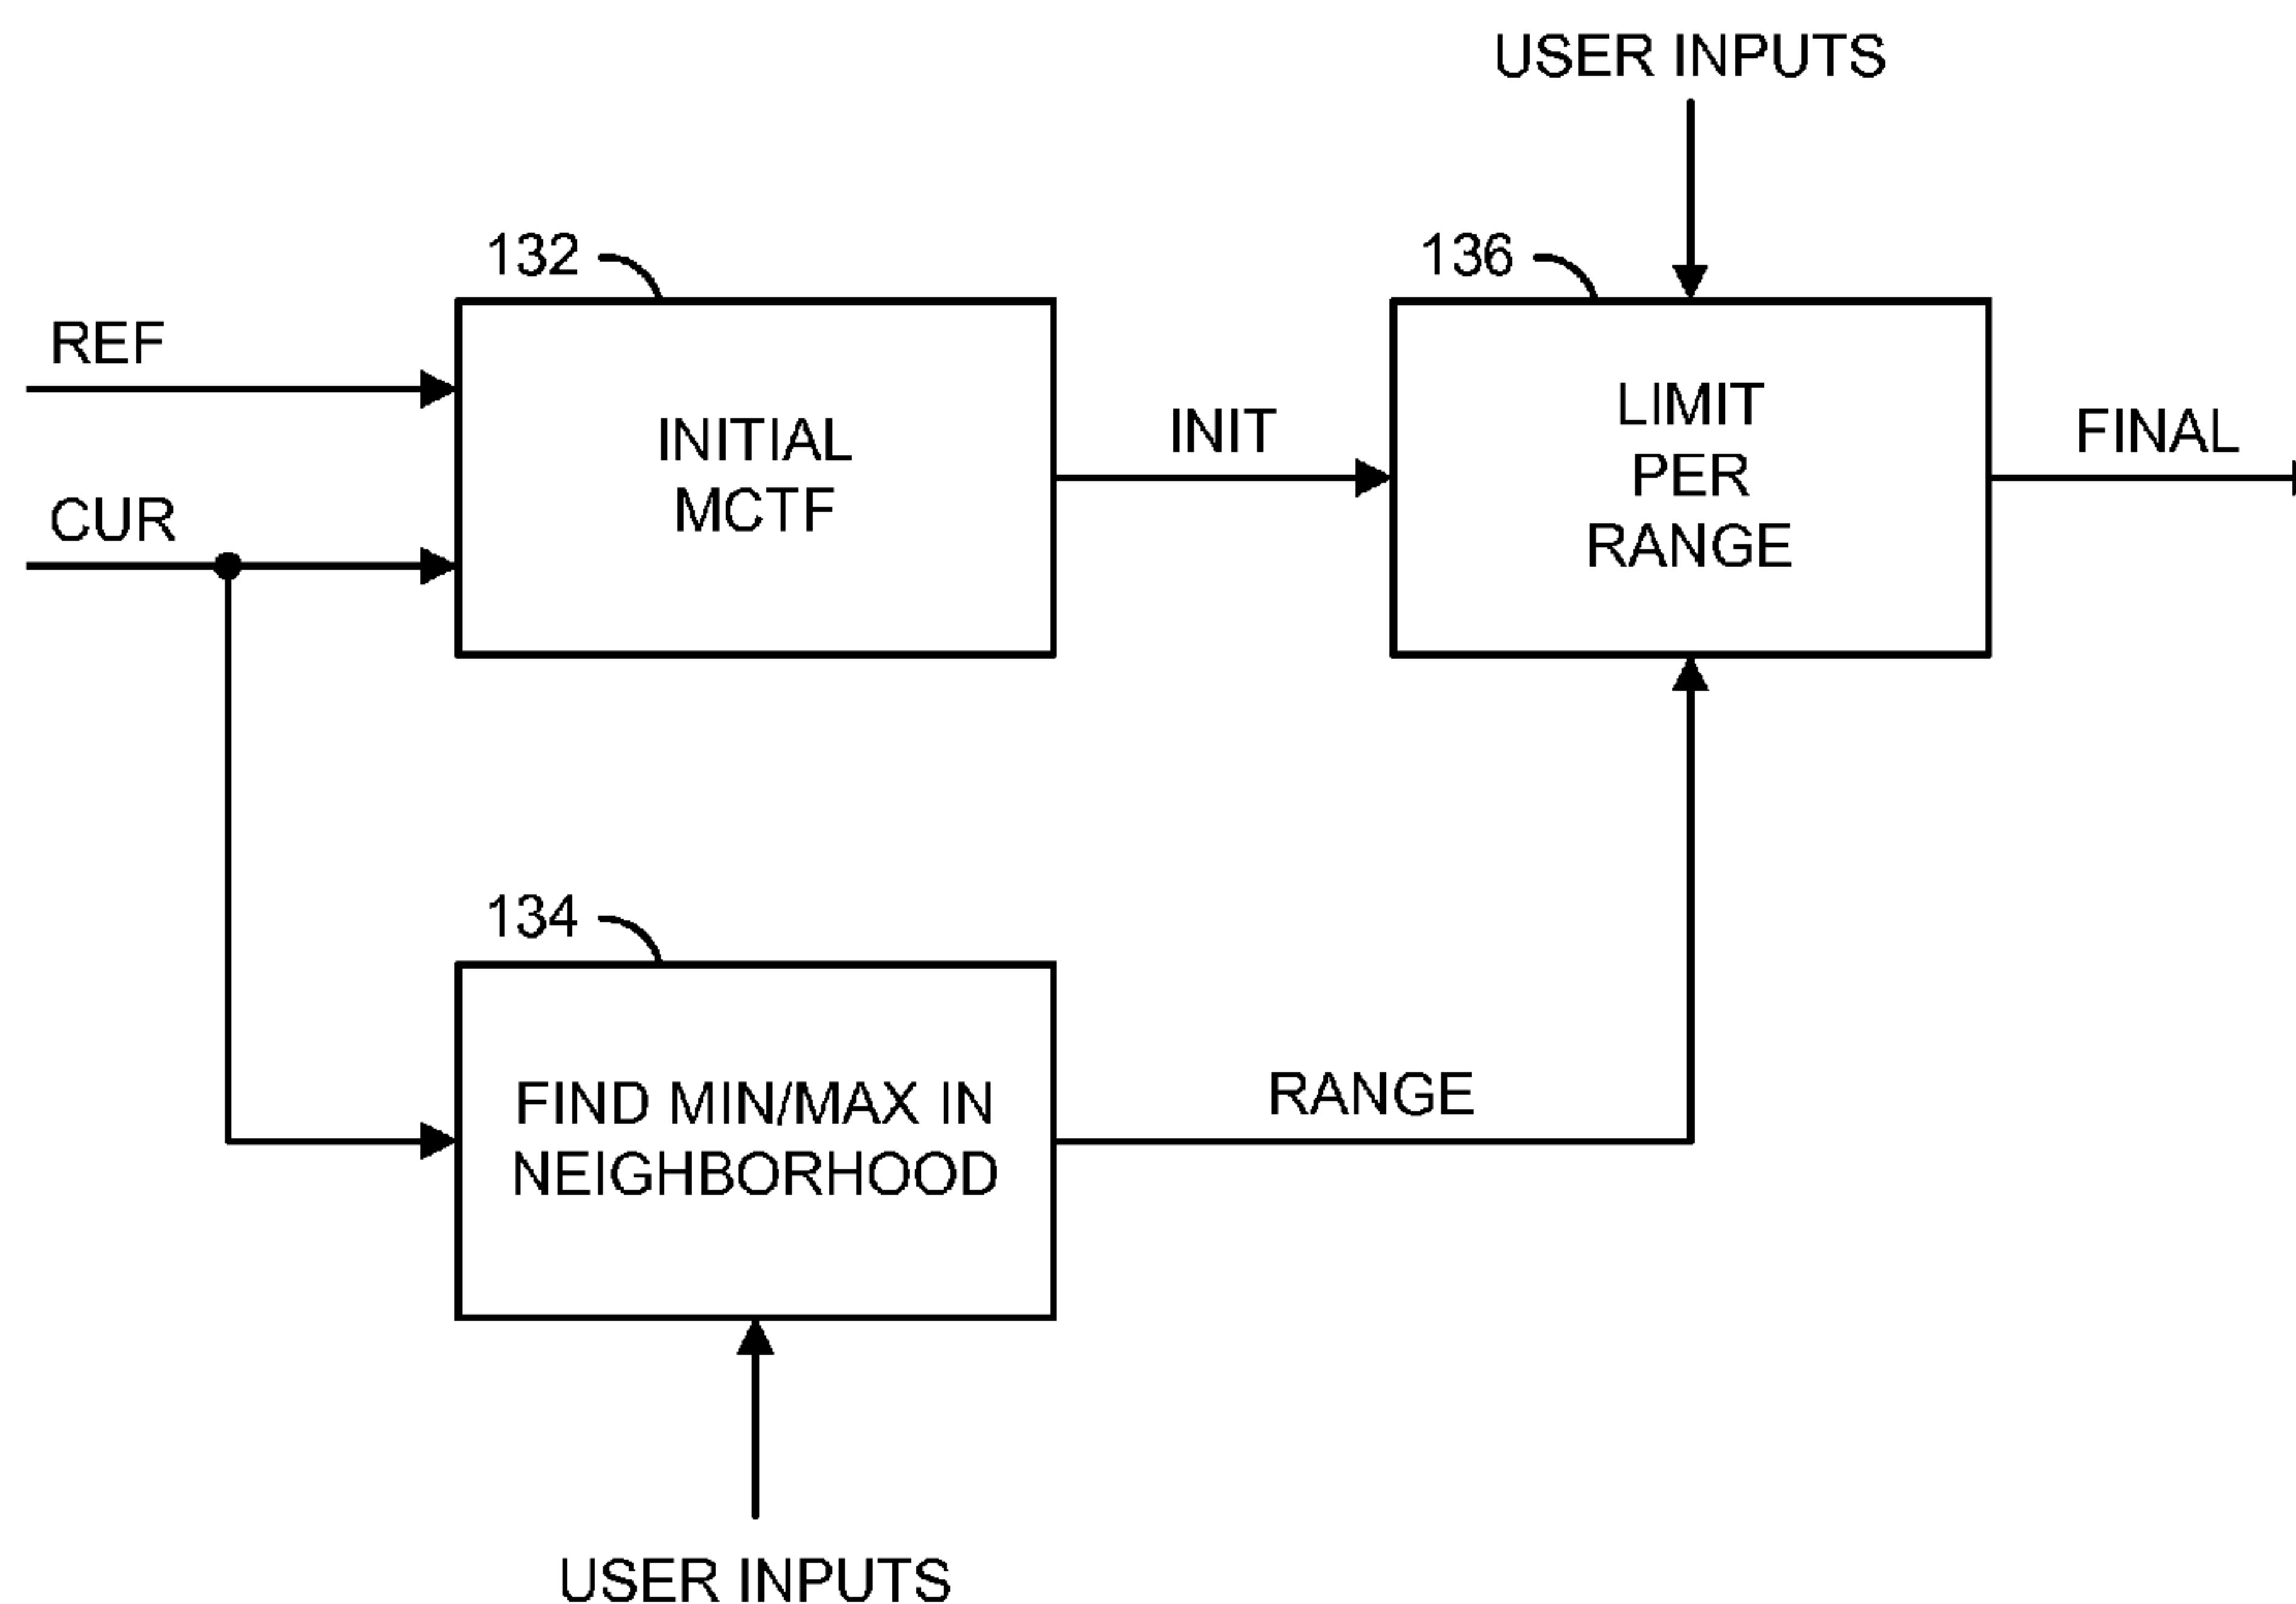 USER INPUTS
132
136
REF
INITIAL
MCTF
CUR
INIT
LIMIT
PER
RANGE
FINAL
134
FIND MIN/MAX IN
NEIGHBORHOOD
RANGE
USER INPUTS